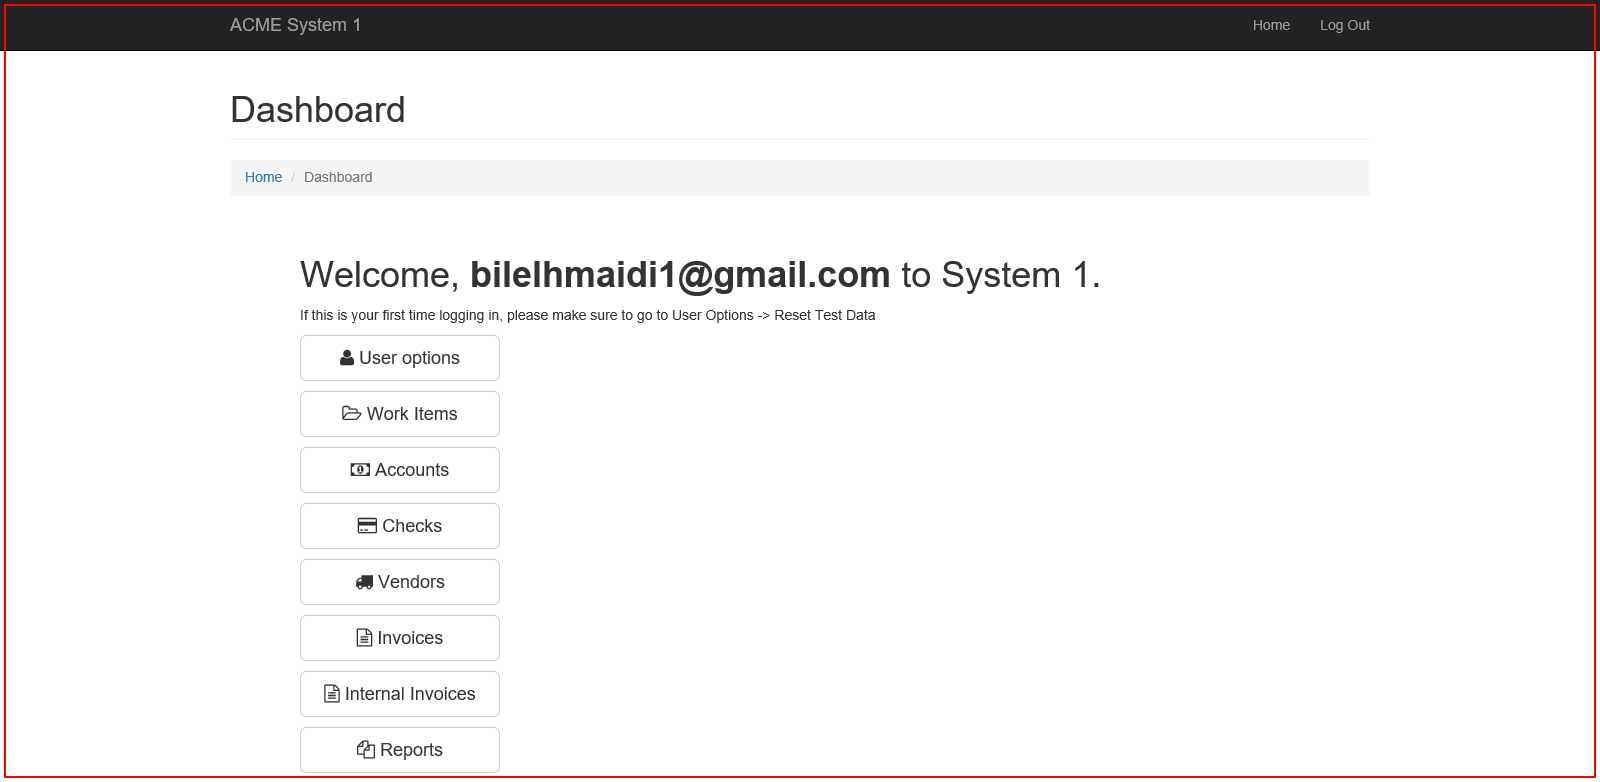 ACME System 1 Home Log Out
Dashboard
Home / Dashboard
Welcome, bilelhmaidi1@gmail.com to System 1.
If this is your first time logging in, please make sure to go to User Options -> Reset Test Data
User options
Work Items
Accounts
Checks
Vendors
Invoices
Internal Invoices
Reports